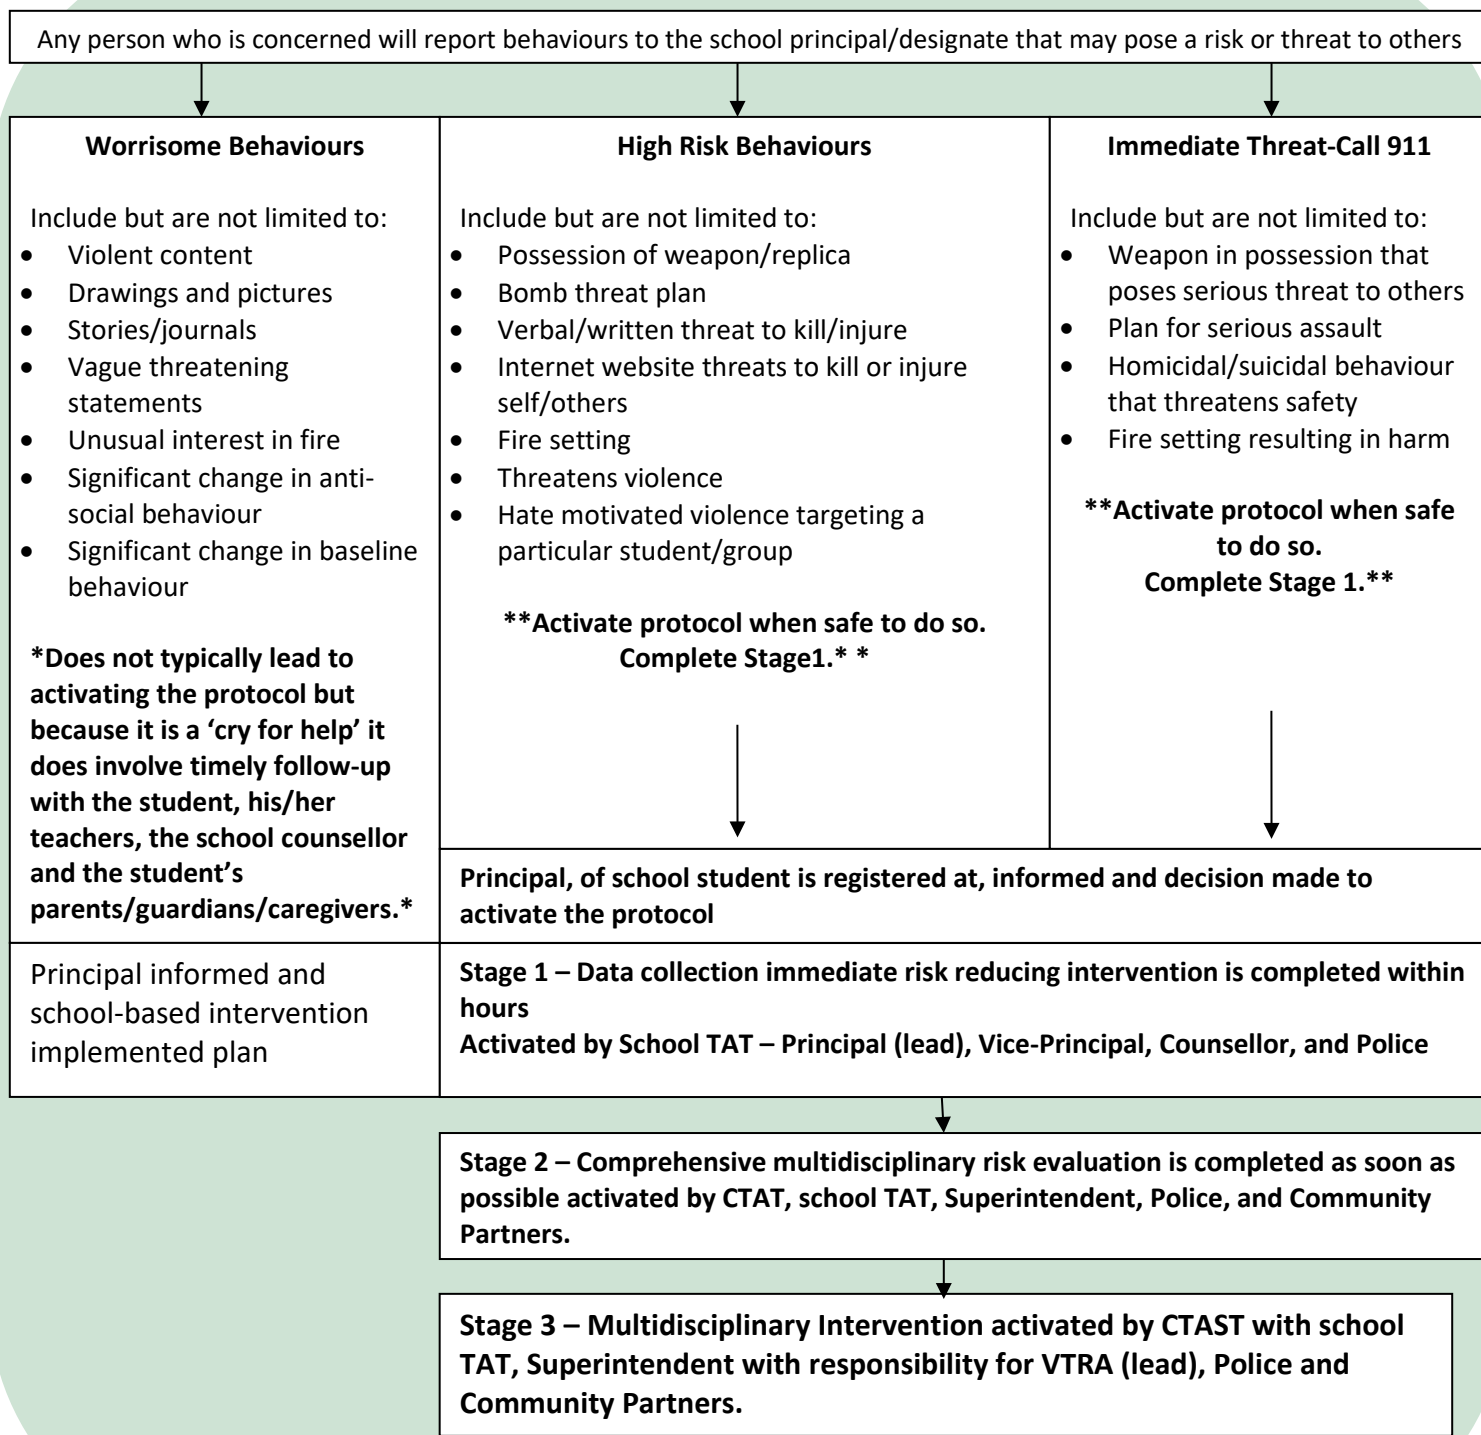 Any person who is concerned will report behaviours to the school principal/designate that may pose a risk or threat to others
Worrisome Behaviours
Include but are not limited to:
• Violent content
• Drawings and pictures
• Stories/journals
• Vague threatening
statements
• Unusual interest in fire
• Significant change in anti-
social behaviour
• Significant change in baseline
behaviour
*Does not typically lead to
activating the protocol but
because it is a ‘cry for help’ it
does involve timely follow-up
with the student, his/her
teachers, the school counsellor
and the student’s
parents/guardians/caregivers.*
High Risk Behaviours
Include but are not limited to:
• Possession of weapon/replica
• Bomb threat plan
• Verbal/written threat to kill/injure
• Internet website threats to kill or injure
self/others
• Fire setting
• Threatens violence
• Hate motivated violence targeting a
particular student/group
**Activate protocol when safe to do so.
Complete Stage1.* *
Immediate Threat-Call 911
Include but are not limited to:
• Weapon in possession that
poses serious threat to others
• Plan for serious assault
• Homicidal/suicidal behaviour
that threatens safety
• Fire setting resulting in harm
**Activate protocol when safe
to do so.
Complete Stage 1.**
Principal, of school student is registered at, informed and decision made to
activate the protocol
Principal informed and
school-based intervention
implemented plan
Stage 1 – Data collection immediate risk reducing intervention is completed within
hours
Activated by School TAT – Principal (lead), Vice-Principal, Counsellor, and Police
Stage 2 – Comprehensive multidisciplinary risk evaluation is completed as soon as
possible activated by CTAT, school TAT, Superintendent, Police, and Community
Partners.
Stage 3 – Multidisciplinary Intervention activated by CTAST with school
TAT, Superintendent with responsibility for VTRA (lead), Police and
Community Partners.